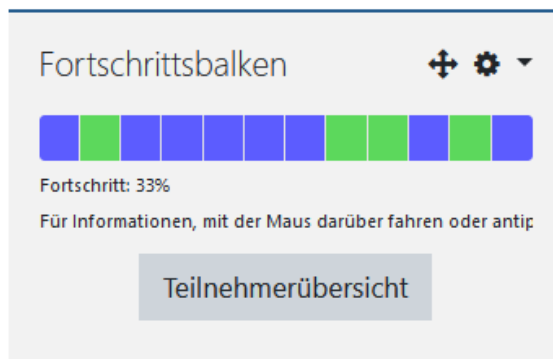 Fortschrittsbalken
Fortschritt: 33%
Für Informationen, mit der Maus darüber fahren oder antip
Teilnehmerübersicht